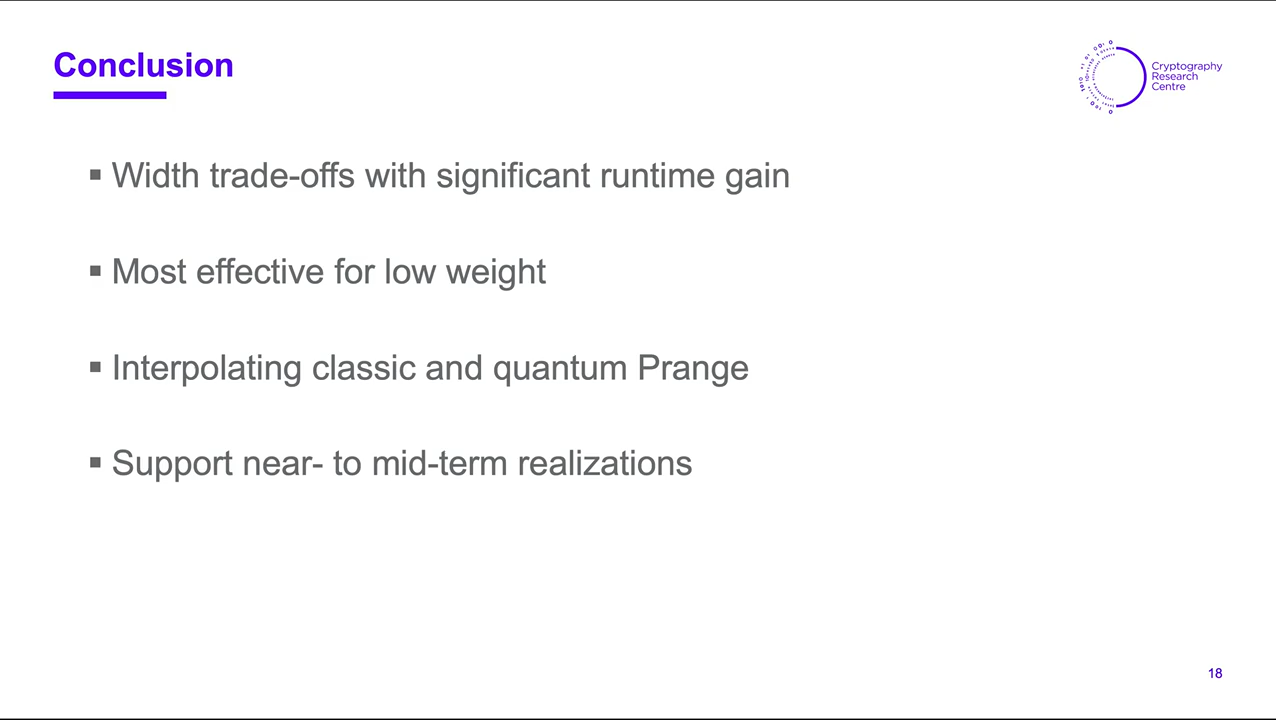 Conclusion
Cryptography
Research
Centre
▪ Width trade-offs with significant runtime gain
▪ Most effective for low weight
▪ Interpolating classic and quantum Prange
▪ Support near- to mid-term realizations
18